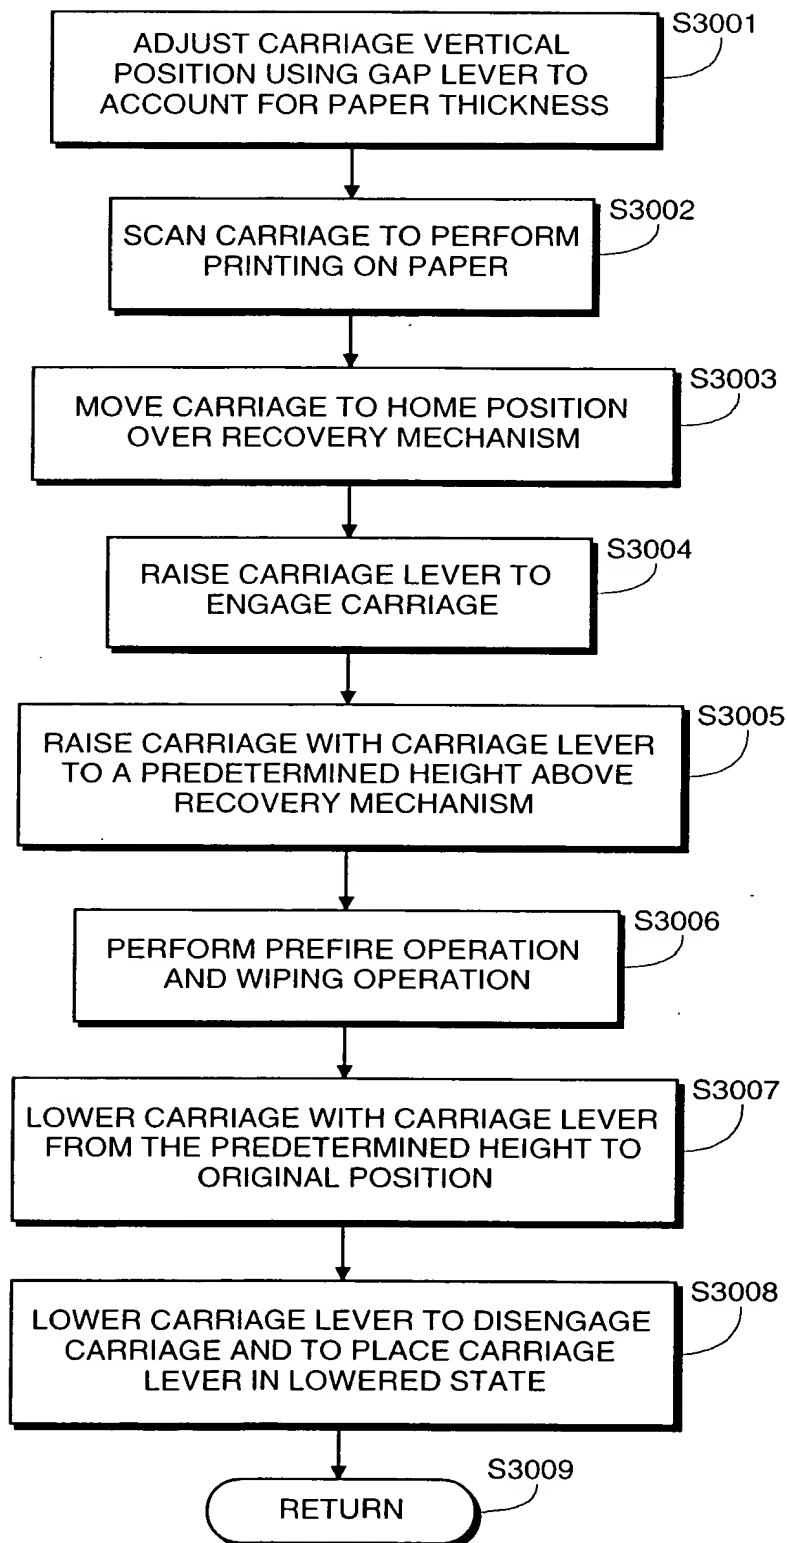 ADJUST CARRIAGE VERTICAL
POSITION USING GAP LEVER TO
ACCOUNT FOR PAPER THICKNESS
S3001
SCAN CARRIAGE TO PERFORM
PRINTING ON PAPER
S3002
MOVE CARRIAGE TO HOME POSITION
OVER RECOVERY MECHANISM
S3003
RAISE CARRIAGE LEVER TO
ENGAGE CARRIAGE
S3004
RAISE CARRIAGE WITH CARRIAGE LEVER
TO A PREDETERMINED HEIGHT ABOVE
RECOVERY MECHANISM
S3005
PERFORM PREFIRE OPERATION
AND WIPING OPERATION
S3006
LOWER CARRIAGE WITH CARRIAGE LEVER
FROM THE PREDETERMINED HEIGHT TO
ORIGINAL POSITION
S3007
LOWER CARRIAGE LEVER TO DISENGAGE
CARRIAGE AND TO PLACE CARRIAGE
LEVER IN LOWERED STATE
S3008
RETURN
S3009